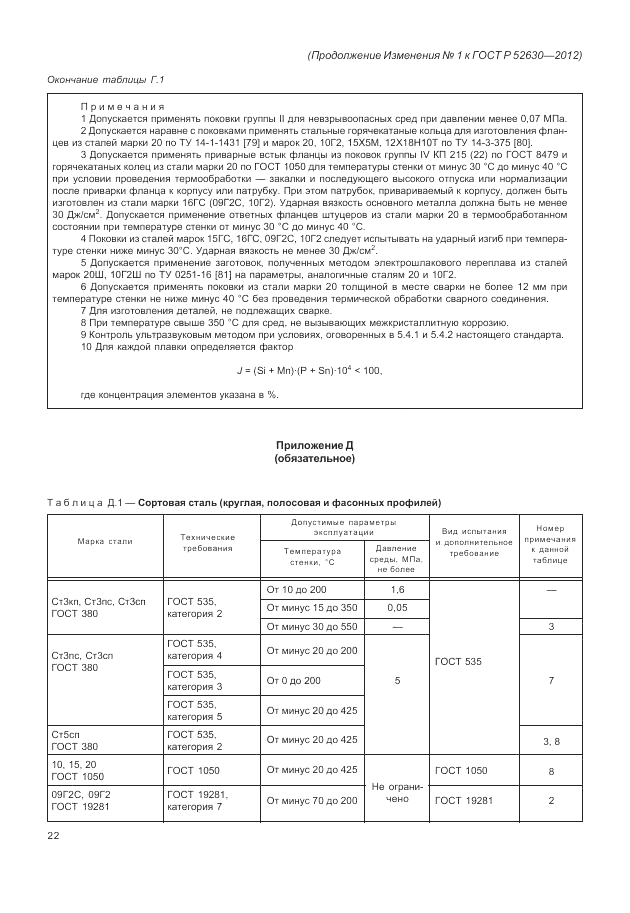 (Продолжение Изменения № 1 к ГОСТ Р 52630—2012)
Окончание таблицы Г.1
Примечания
1 Допускается применять поковки группы II для невзрывоопасных сред при давлении менее 0,07 МПа.
2 Допускается наравне с поковками применять стальные горячекатаные кольца для изготовления флан-
цев из сталей марки 20 по ТУ 14-1-1431 [79] и марок 20, 10Г2, 15Х5М, 12Х18Н10Т по ТУ 14-3-375 [80].
3 Допускается применять приварные встык фланцы из поковок группы IV КП 215 (22) по ГОСТ 8479 и
горячекатаных колец из стали марки 20 по ГОСТ 1050 для температуры стенки от минус 30 °С до минус 40 °С
при условии проведения термообработки — закалки и последующего высокого отпуска или нормализации
после приварки фланца к корпусу или патрубку. При этом патрубок, привариваемый к корпусу, должен быть
изготовлен из стали марки 16ГС (09Г2С, 10Г2). Ударная вязкость основного металла должна быть не менее
30 Дж/см². Допускается применение ответных фланцев штуцеров из стали марки 20 в термообработанном
состоянии при температуре стенки от минус 30 °С до минус 40 °С.
4 Поковки из сталей марок 15ГС, 16ГС, 09Г2С, 10Г2 следует испытывать на ударный изгиб при темпера-
туре стенки ниже минус 30°С. Ударная вязкость не менее 30 Дж/см².
5 Допускается применение заготовок, полученных методом электрошлакового переплава из сталей
марок 20Ш, 10Г2Ш по ТУ 0251-16 [81] на параметры, аналогичные сталям 20 и 10Г2.
6 Допускается применять поковки из стали марки 20 толщиной в месте сварки не более 12 мм при
температуре стенки не ниже минус 40 °С без проведения термической обработки сварного соединения.
7 Для изготовления деталей, не подлежащих сварке.
8 При температуре свыше 350 °С для сред, не вызывающих межкристаллитную коррозию.
9 Контроль ультразвуковым методом при условиях, оговоренных в 5.4.1 и 5.4.2 настоящего стандарта.
10 Для каждой плавки определяется фактор
J = (Si + Mn)·(P + Sn)·10⁴ < 100,
где концентрация элементов указана в %.
Приложение Д
(обязательное)
Таблица Д.1 — Сортовая сталь (круглая, полосовая и фасонных профилей)
Марка стали
Технические
требования
Допустимые параметры
эксплуатации
Температура
стенки, °С
Давление
среды, МПа,
не более
Вид испытания
и дополнительное
требование
Номер
примечания
к данной
таблице
Ст3кп, Ст3пс, Ст3сп
ГОСТ 380
ГОСТ 535,
категория 2
От 10 до 200
1,6
—
От минус 15 до 350
0,05
От минус 30 до 550
—
3
Ст3пс, Ст3сп
ГОСТ 380
ГОСТ 535,
категория 4
От минус 20 до 200
ГОСТ 535
ГОСТ 535,
категория 3
От 0 до 200
5
7
ГОСТ 535,
категория 5
От минус 20 до 425
Ст5сп
ГОСТ 380
ГОСТ 535,
категория 2
От минус 20 до 425
3, 8
10, 15, 20
ГОСТ 1050
ГОСТ 1050
От минус 20 до 425
Не ограни-
чено
ГОСТ 1050
8
09Г2С, 09Г2
ГОСТ 19281
ГОСТ 19281,
категория 7
От минус 70 до 200
ГОСТ 19281
2
22